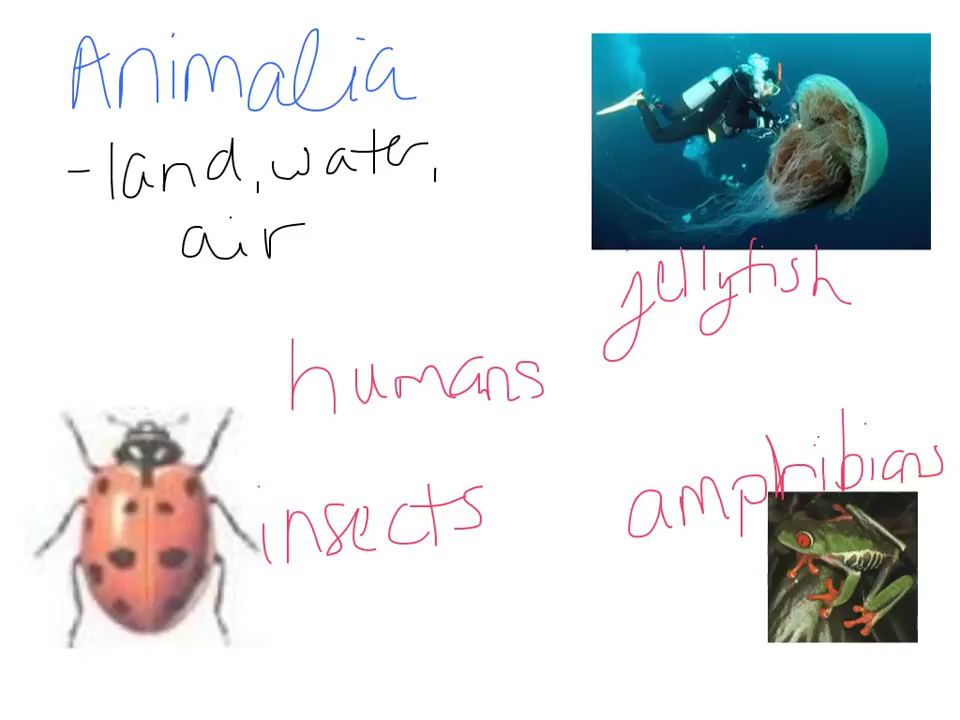 Animalia
-land, water,
air
jellyfish
humans
amphibians
insects